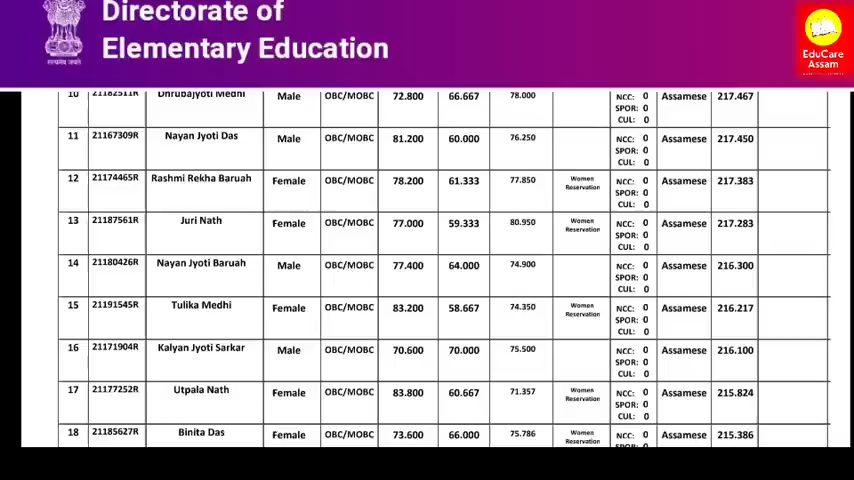 Directorate of
Elementary Education
सत्यमेव जयते
EduCare
Assam
10 21182511R Dhrubajyoti Medhi Male OBC/MOBC 72.800 66.667 78.000 NCC: 0 SPOR: 0 CUL: 0 Assamese 217.467
11 21167309R Nayan Jyoti Das Male OBC/MOBC 81.200 60.000 76.250 NCC: 0 SPOR: 0 CUL: 0 Assamese 217.450
12 21174465R Rashmi Rekha Baruah Female OBC/MOBC 78.200 61.333 77.850 Women Reservation NCC: 0 SPOR: 0 CUL: 0 Assamese 217.383
13 21187561R Juri Nath Female OBC/MOBC 77.000 59.333 80.950 Women Reservation NCC: 0 SPOR: 0 CUL: 0 Assamese 217.283
14 21180426R Nayan Jyoti Baruah Male OBC/MOBC 77.400 64.000 74.900 NCC: 0 SPOR: 0 CUL: 0 Assamese 216.300
15 21191545R Tulika Medhi Female OBC/MOBC 83.200 58.667 74.350 Women Reservation NCC: 0 SPOR: 0 CUL: 0 Assamese 216.217
16 21171904R Kalyan Jyoti Sarkar Male OBC/MOBC 70.600 70.000 75.500 NCC: 0 SPOR: 0 CUL: 0 Assamese 216.100
17 21177252R Utpala Nath Female OBC/MOBC 83.800 60.667 71.357 Women Reservation NCC: 0 SPOR: 0 CUL: 0 Assamese 215.824
18 21185627R Binita Das Female OBC/MOBC 73.600 66.000 75.786 Women Reservation NCC: 0 Assamese 215.386